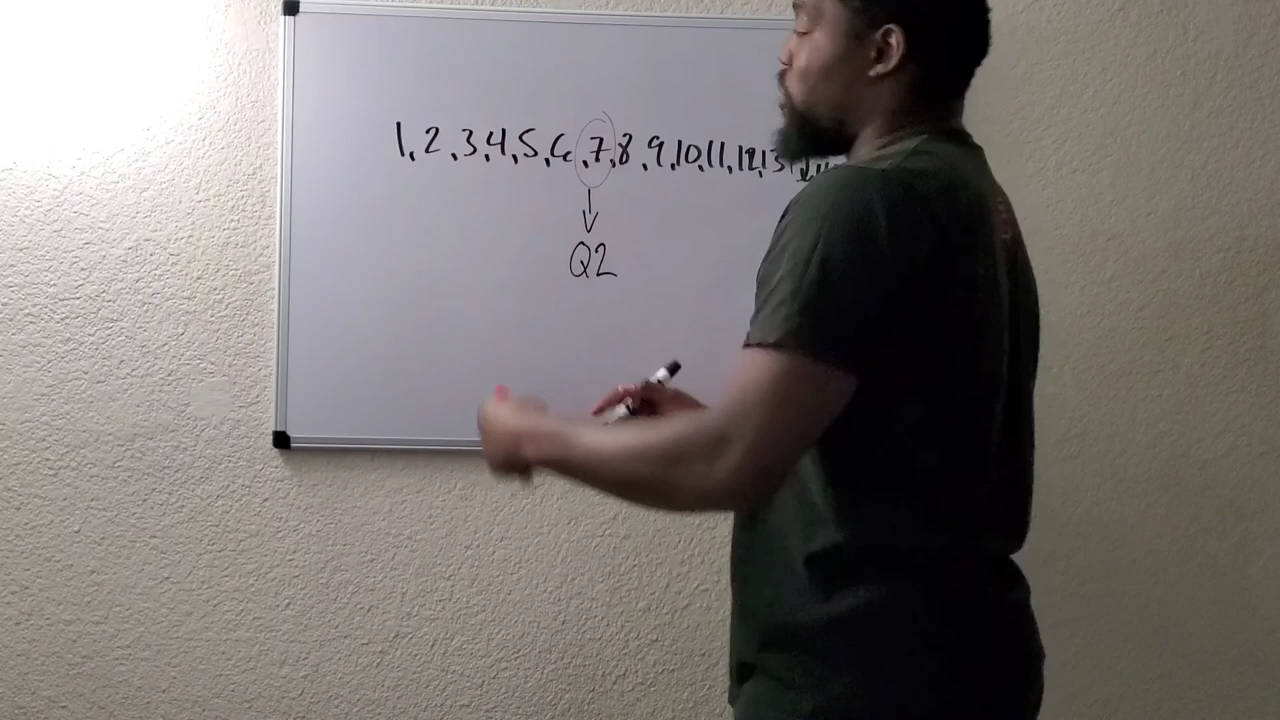 1, 2, 3, 4, 5, 6, 7, 8, 9, 10, 11, 12, 13
Q2